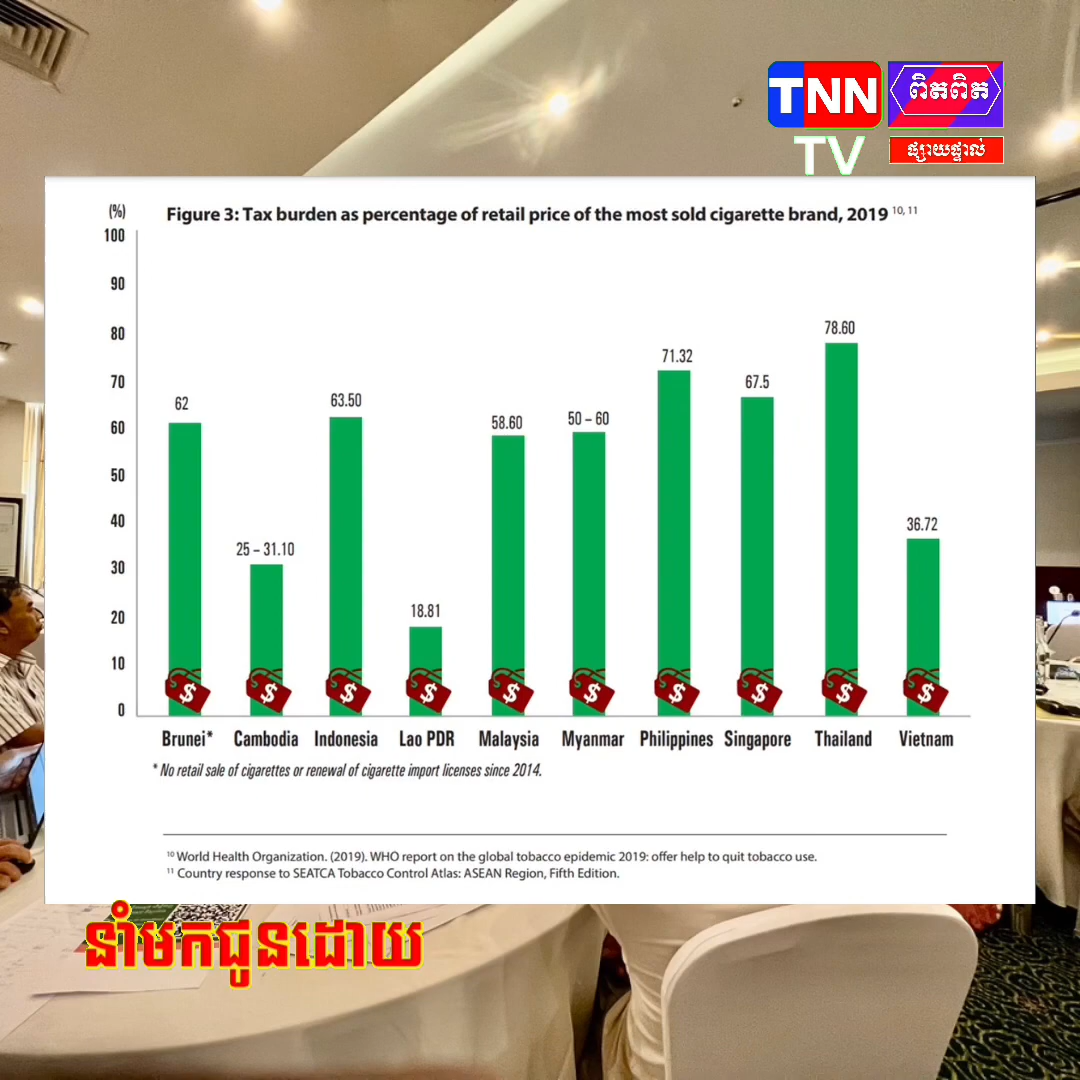 TNN
TV
ពិតពិត
ផ្សាយផ្ទាល់
Figure 3: Tax burden as percentage of retail price of the most sold cigarette brand, 2019 10, 11
(%)
100
90
80
70
60
50
40
30
20
10
0
62
25 – 31.10
63.50
18.81
58.60
50 – 60
71.32
67.5
78.60
36.72
$ $ $ $ $ $ $ $ $ $
Brunei* Cambodia Indonesia Lao PDR Malaysia Myanmar Philippines Singapore Thailand Vietnam
* No retail sale of cigarettes or renewal of cigarette import licenses since 2014.
10 World Health Organization. (2019). WHO report on the global tobacco epidemic 2019: offer help to quit tobacco use.
11 Country response to SEATCA Tobacco Control Atlas: ASEAN Region, Fifth Edition.
នាំមកជូនដោយ